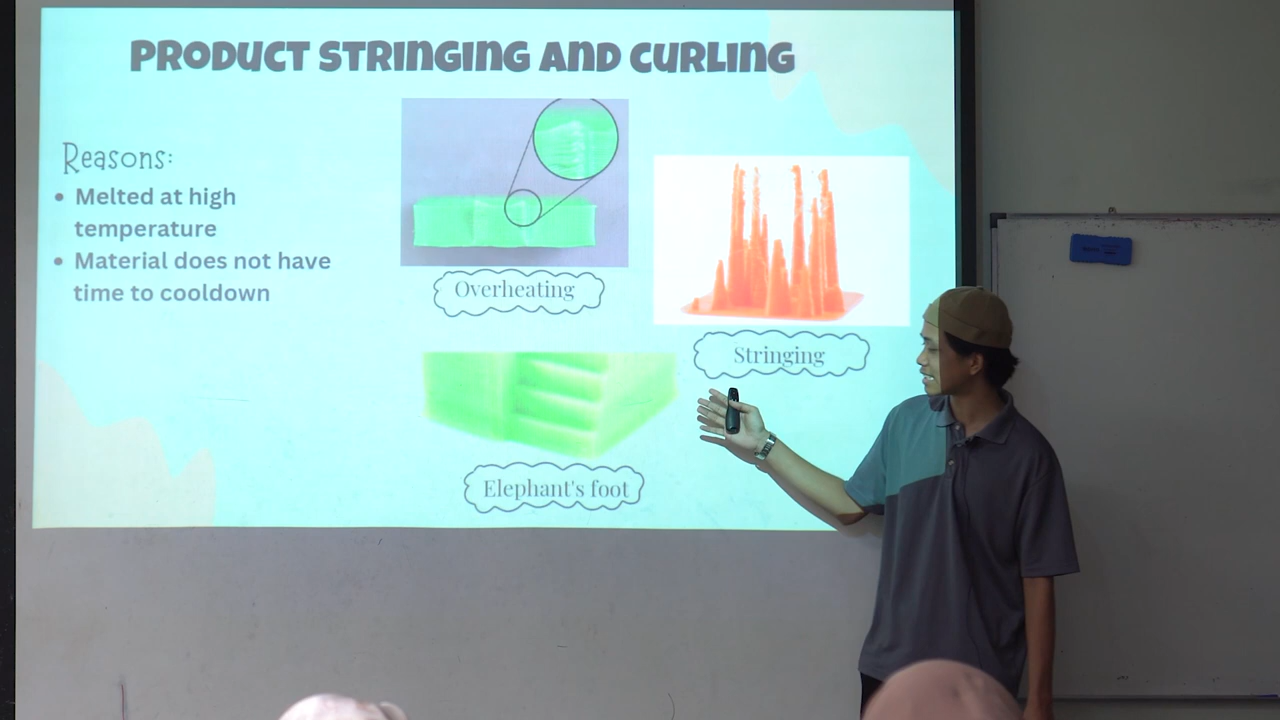 PRODUCT STRINGING AND CURLING
Reasons:
• Melted at high
temperature
• Material does not have
time to cooldown
Overheating
Stringing
Elephant's foot